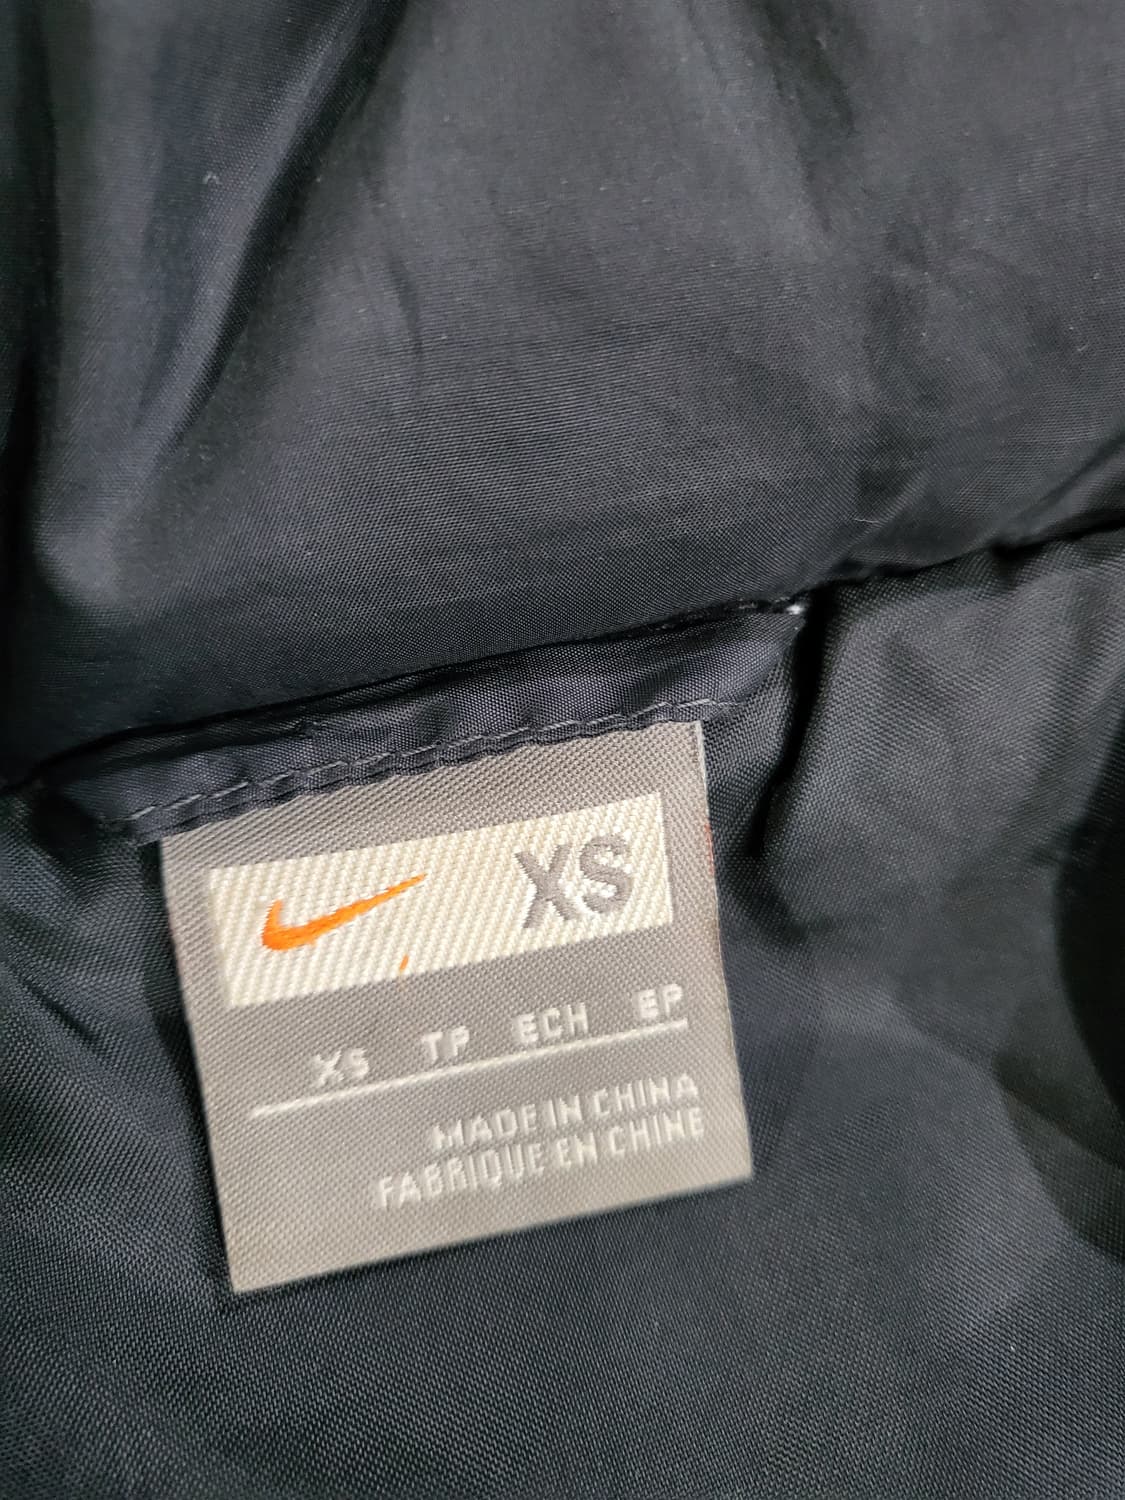 XS
XS TP ECH EP
MADE IN CHINA
FABRIQUE EN CHINE